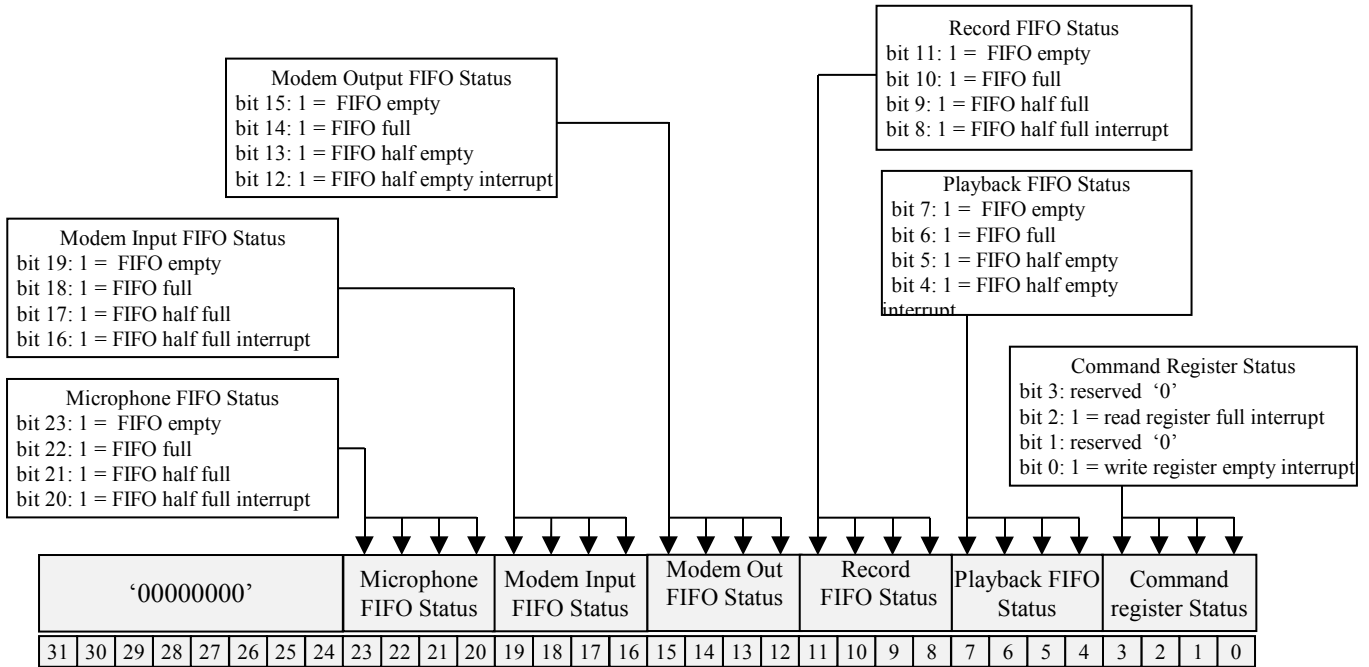 Record FIFO Status
bit 11: 1 = FIFO empty
bit 10: 1 = FIFO full
bit 9: 1 = FIFO half full
bit 8: 1 = FIFO half full interrupt
Modem Output FIFO Status
bit 15: 1 = FIFO empty
bit 14: 1 = FIFO full
bit 13: 1 = FIFO half empty
bit 12: 1 = FIFO half empty interrupt
Playback FIFO Status
bit 7: 1 = FIFO empty
bit 6: 1 = FIFO full
bit 5: 1 = FIFO half empty
bit 4: 1 = FIFO half empty
interrupt
Modem Input FIFO Status
bit 19: 1 = FIFO empty
bit 18: 1 = FIFO full
bit 17: 1 = FIFO half full
bit 16: 1 = FIFO half full interrupt
Command Register Status
bit 3: reserved ‘0’
bit 2: 1 = read register full interrupt
bit 1: reserved ‘0’
bit 0: 1 = write register empty interrupt
Microphone FIFO Status
bit 23: 1 = FIFO empty
bit 22: 1 = FIFO full
bit 21: 1 = FIFO half full
bit 20: 1 = FIFO half full interrupt
‘00000000’
Microphone
FIFO Status
Modem Input
FIFO Status
Modem Out
FIFO Status
Record
FIFO Status
Playback FIFO
Status
Command
register Status
31 30 29 28 27 26 25 24 23 22 21 20 19 18 17 16 15 14 13 12 11 10 9 8 7 6 5 4 3 2 1 0